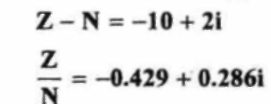 Z – N = –10 + 2i
Z
N = –0.429 + 0.286i